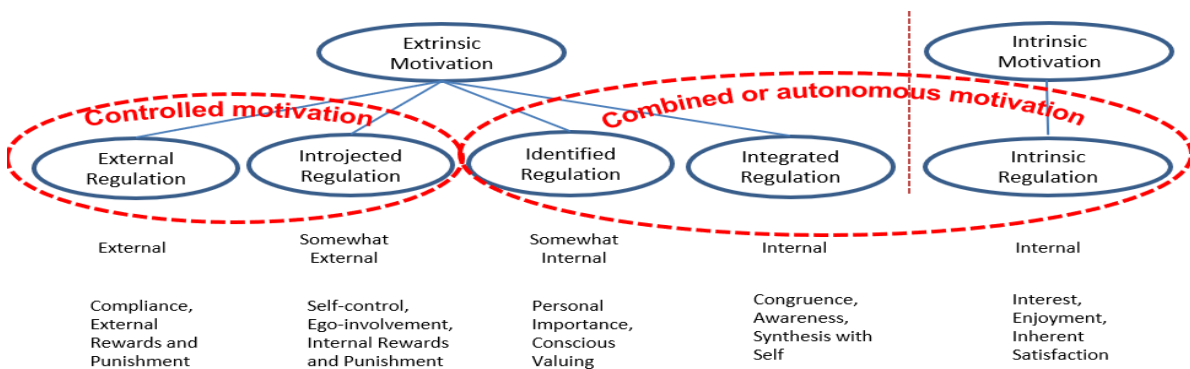 Extrinsic
Motivation
Intrinsic
Motivation
Controlled motivation
Combined or autonomous motivation
External
Regulation
Introjected
Regulation
Identified
Regulation
Integrated
Regulation
Intrinsic
Regulation
External
Somewhat
External
Somewhat
Internal
Internal
Internal
Compliance,
External
Rewards and
Punishment
Self-control,
Ego-involvement,
Internal Rewards
and Punishment
Personal
Importance,
Conscious
Valuing
Congruence,
Awareness,
Synthesis with
Self
Interest,
Enjoyment,
Inherent
Satisfaction